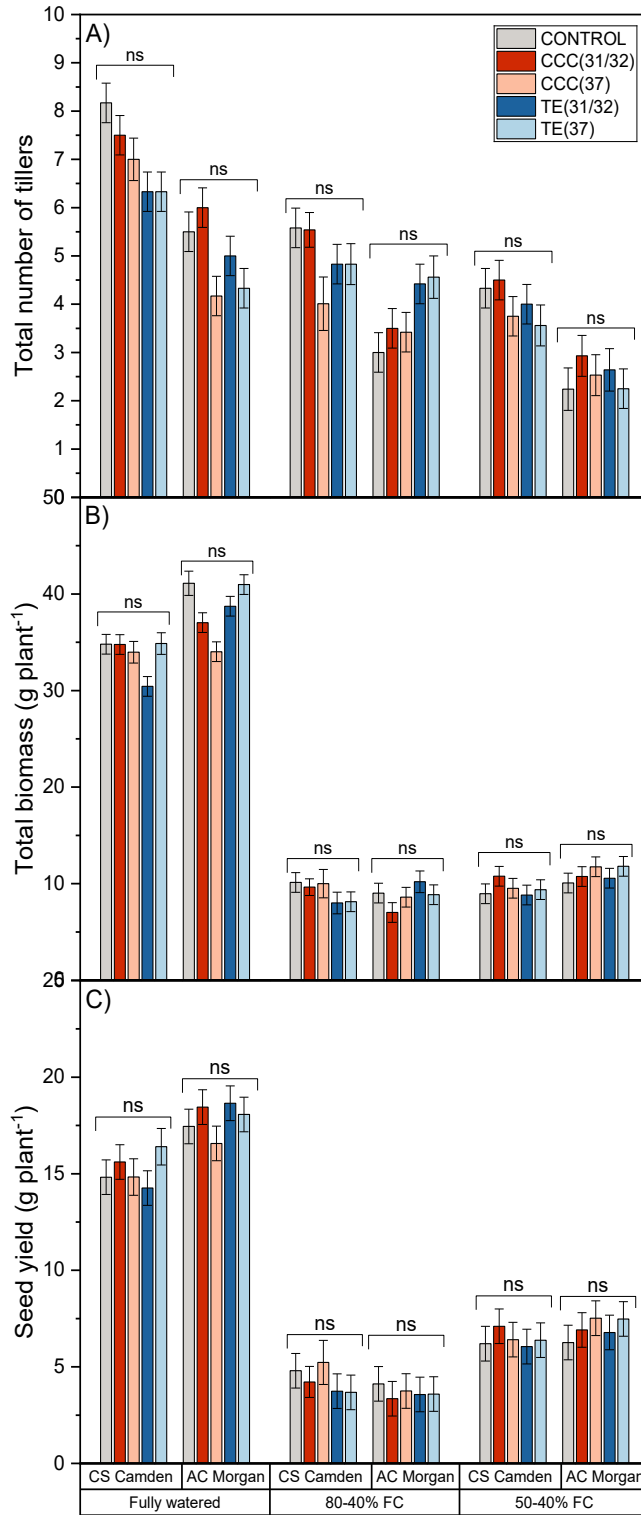 A)
CONTROL
CCC(31/32)
CCC(37)
TE(31/32)
TE(37)
ns
ns
ns
ns
ns
ns
10
9
8
7
6
5
4
3
2
1
Total number of tillers
B)
ns
ns
ns
ns
ns
ns
50
40
30
20
10
Total biomass (g plant⁻¹)
C)
ns
ns
ns
ns
ns
ns
20
15
10
5
0
Seed yield (g plant⁻¹)
CS Camden AC Morgan CS Camden AC Morgan CS Camden AC Morgan
Fully watered 80-40% FC 50-40% FC